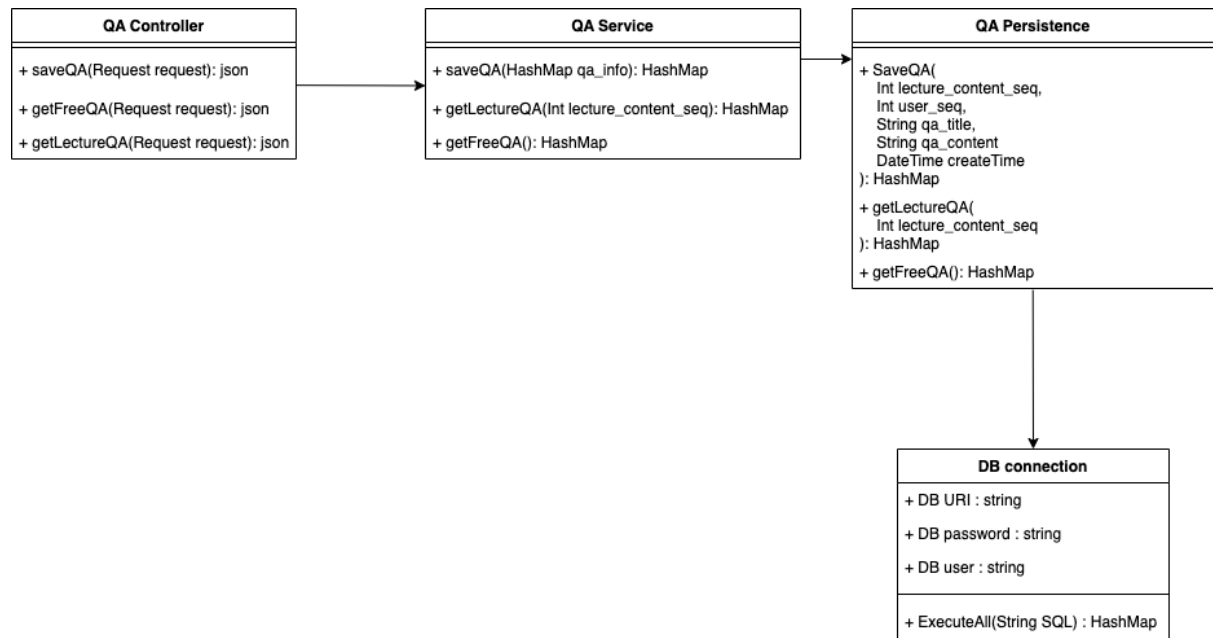 QA Controller
+ saveQA(Request request): json
+ getFreeQA(Request request): json
+ getLectureQA(Request request): json
QA Service
+ saveQA(HashMap qa_info): HashMap
+ getLectureQA(Int lecture_content_seq): HashMap
+ getFreeQA(): HashMap
QA Persistence
+ SaveQA(
Int lecture_content_seq,
Int user_seq,
String qa_title,
String qa_content
DateTime createTime
): HashMap
+ getLectureQA(
Int lecture_content_seq
): HashMap
+ getFreeQA(): HashMap
DB connection
+ DB URI : string
+ DB password : string
+ DB user : string
+ ExecuteAll(String SQL) : HashMap